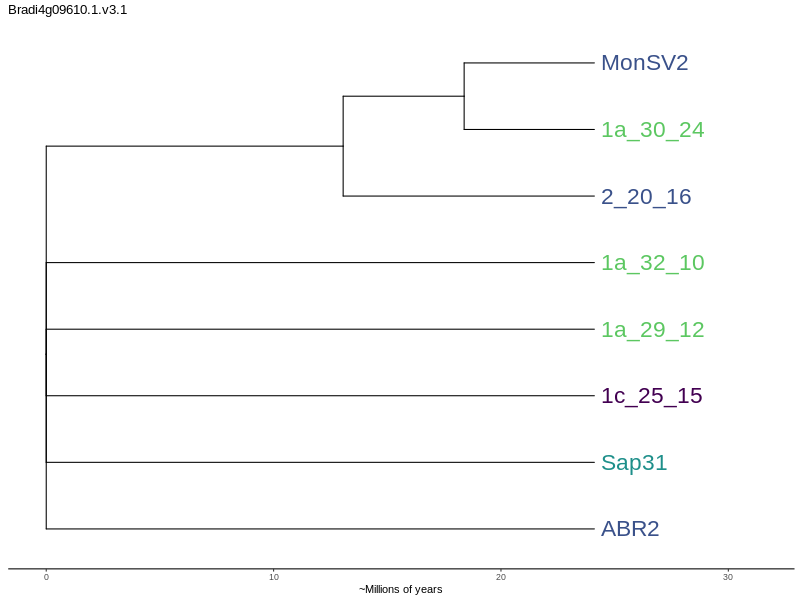 Bradi4g09610.1.v3.1
MonSV2
1a_30_24
2_20_16
1a_32_10
1a_29_12
1c_25_15
Sap31
ABR2
0 10 20 30
~Millions of years